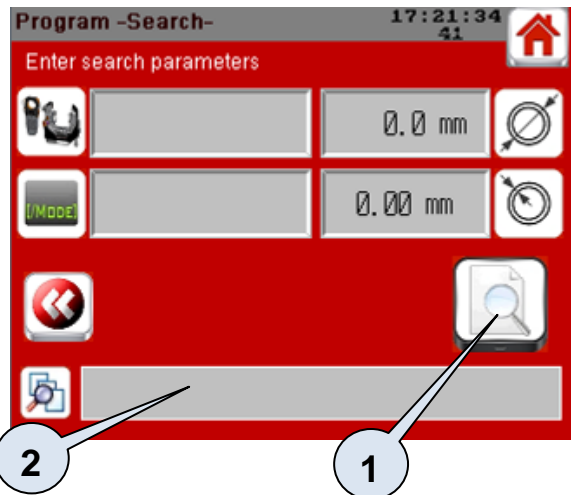 Program -Search-
17:21:34
41
Enter search parameters
0.0 mm
[/MODE]
0.00 mm
2
1